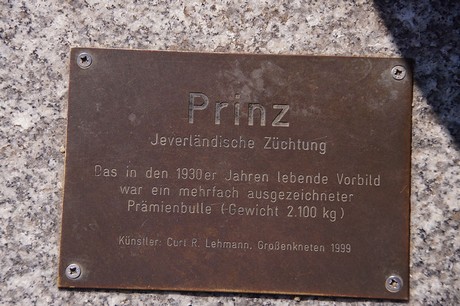 Prinz
Jeverländische Züchtung
Das in den 1930er Jahren lebende Vorbild
war ein mehrfach ausgezeichneter
Prämienbulle (-Gewicht 2.100 kg)
Künstler: Curt R. Lehmann, Großenkneten 1999